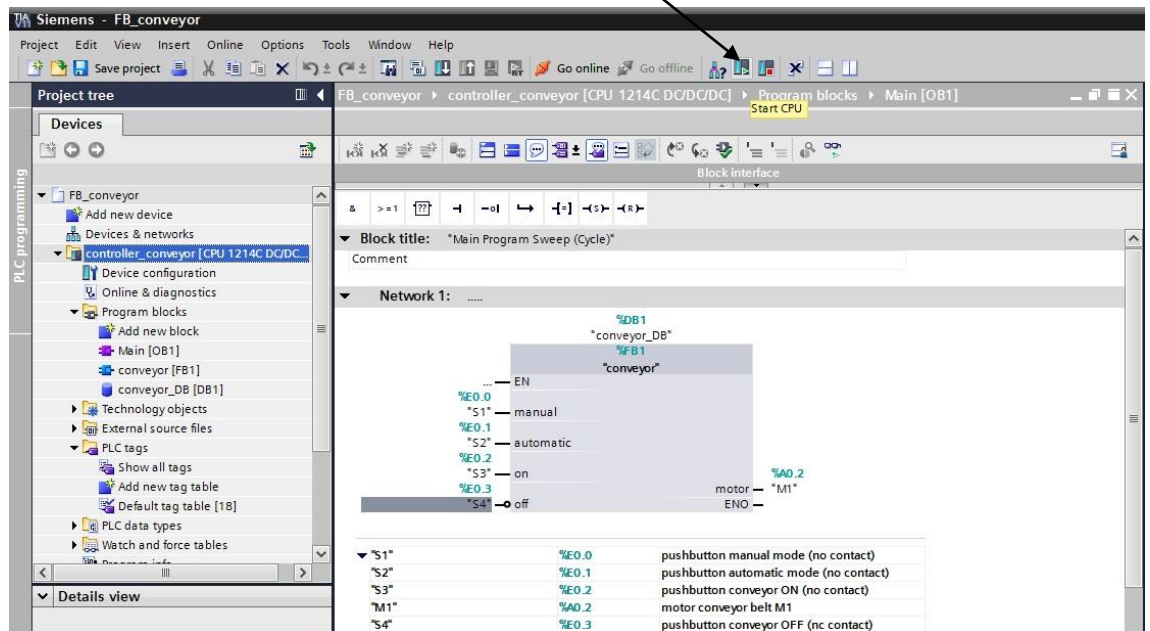 Siemens - FB_conveyor
Project Edit View Insert Online Options Tools Window Help
Save project Go online Go offline
Project tree
FB_conveyor ▸ controller_conveyor [CPU 1214C DC/DC/DC] ▸ Program blocks ▸ Main [OB1]
Start CPU
Devices
PLC programming
FB_conveyor
Add new device
Devices & networks
controller_conveyor [CPU 1214C DC/DC...
Device configuration
Online & diagnostics
Program blocks
Add new block
Main [OB1]
conveyor [FB1]
conveyor_DB [DB1]
Technology objects
External source files
PLC tags
Show all tags
Add new tag table
Default tag table [18]
PLC data types
Watch and force tables
Program info
Details view
Block interface
& >=1 ??
Block title: "Main Program Sweep (Cycle)"
Comment
Network 1: .....
%DB1
"conveyor_DB"
%FB1
"conveyor"
... EN
%E0.0
"S1" manual
%E0.1
"S2" automatic
%E0.2
"S3" on
%A0.2
motor "M1"
%E0.3
"S4" off
ENO
"S1" %E0.0 pushbutton manual mode (no contact)
"S2" %E0.1 pushbutton automatic mode (no contact)
"S3" %E0.2 pushbutton conveyor ON (no contact)
"M1" %A0.2 motor conveyor belt M1
"S4" %E0.3 pushbutton conveyor OFF (nc contact)